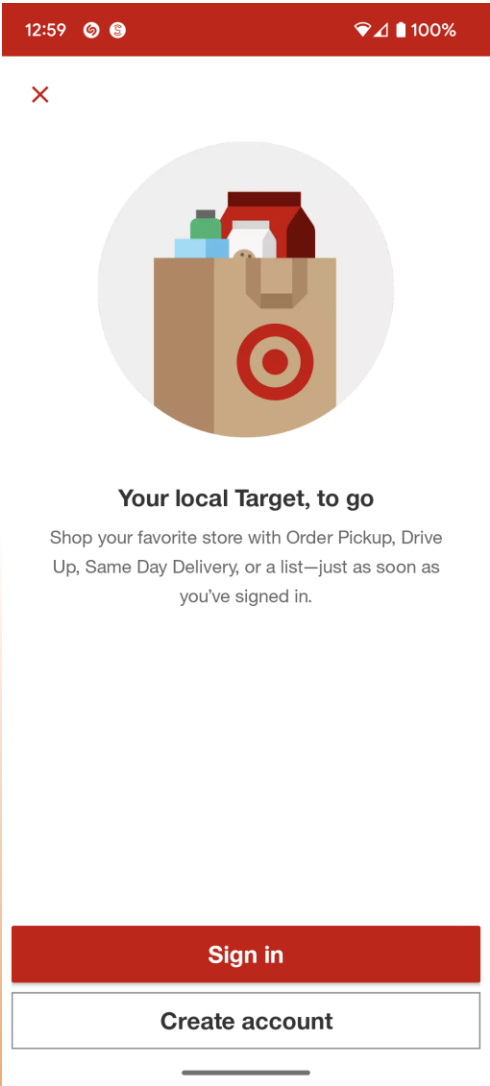 12:59 100%
Your local Target, to go
Shop your favorite store with Order Pickup, Drive
Up, Same Day Delivery, or a list—just as soon as
you've signed in.
Sign in
Create account